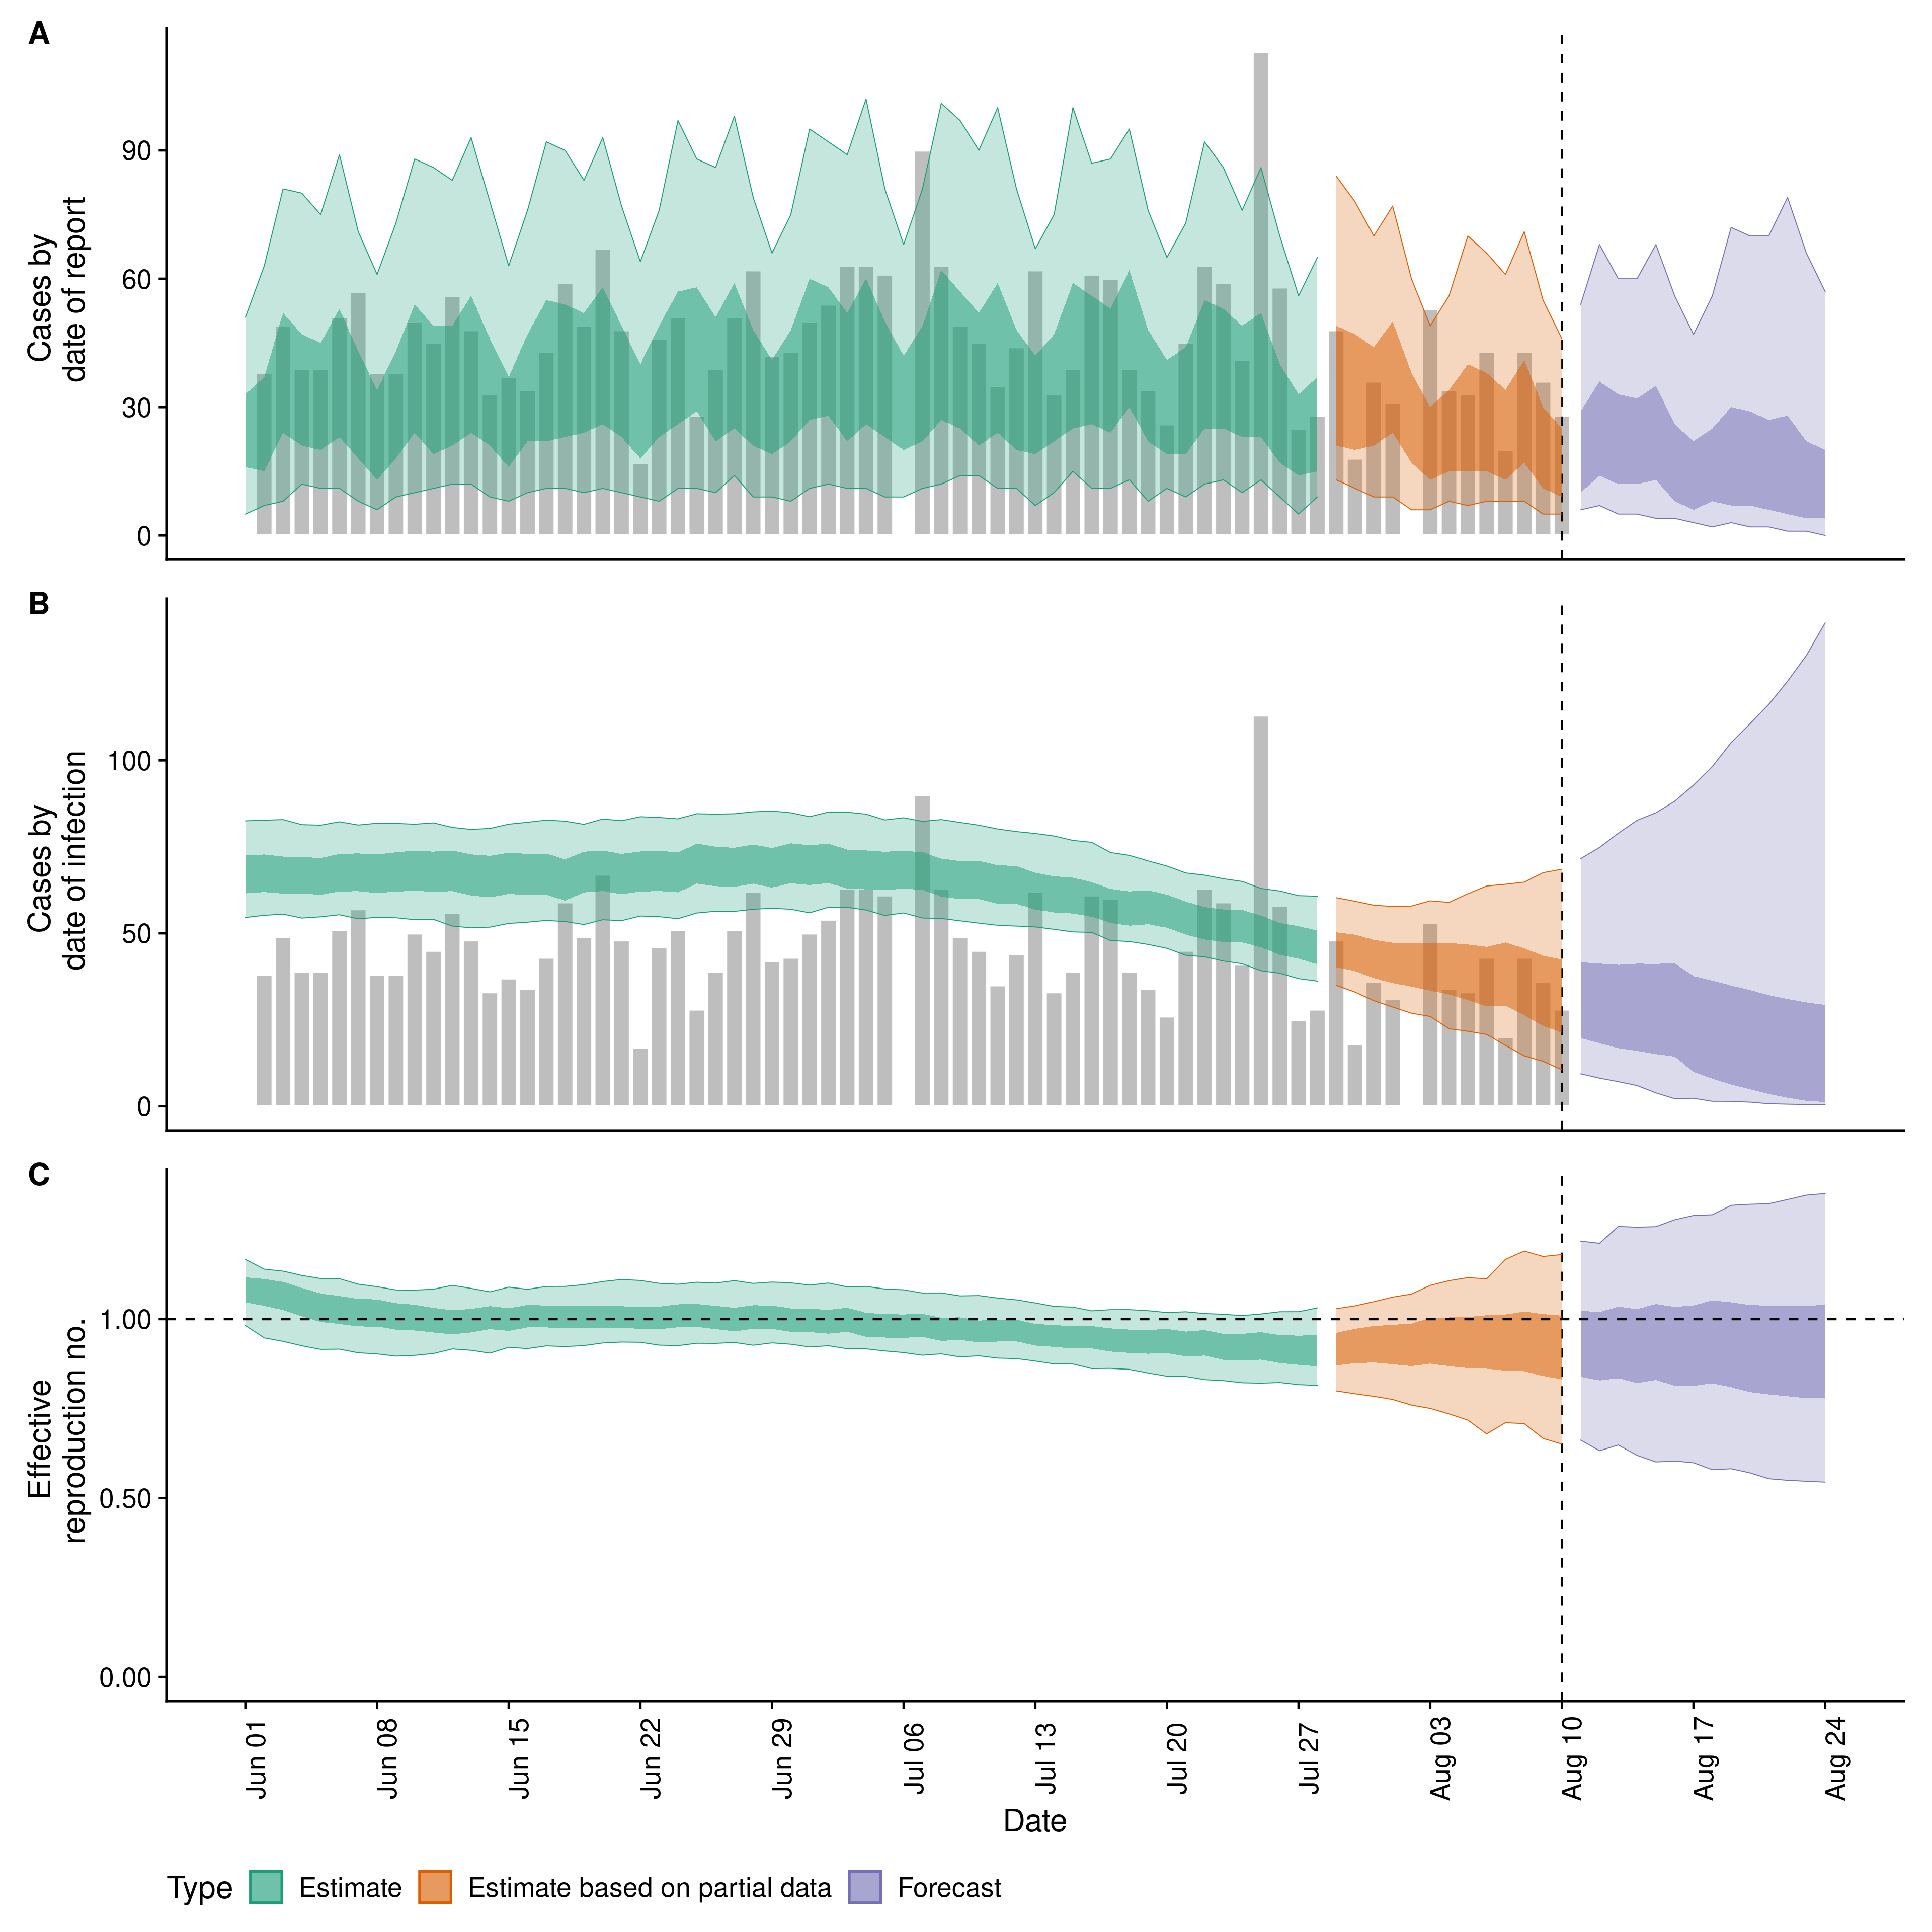 A
Cases by
date of report
90
60
30
0
B
Cases by
date of infection
100
50
0
C
Effective
reproduction no.
1.00
0.50
0.00
Jun 01
Jun 08
Jun 15
Jun 22
Jun 29
Jul 06
Jul 13
Jul 20
Jul 27
Aug 03
Aug 10
Aug 17
Aug 24
Date
Type Estimate Estimate based on partial data Forecast